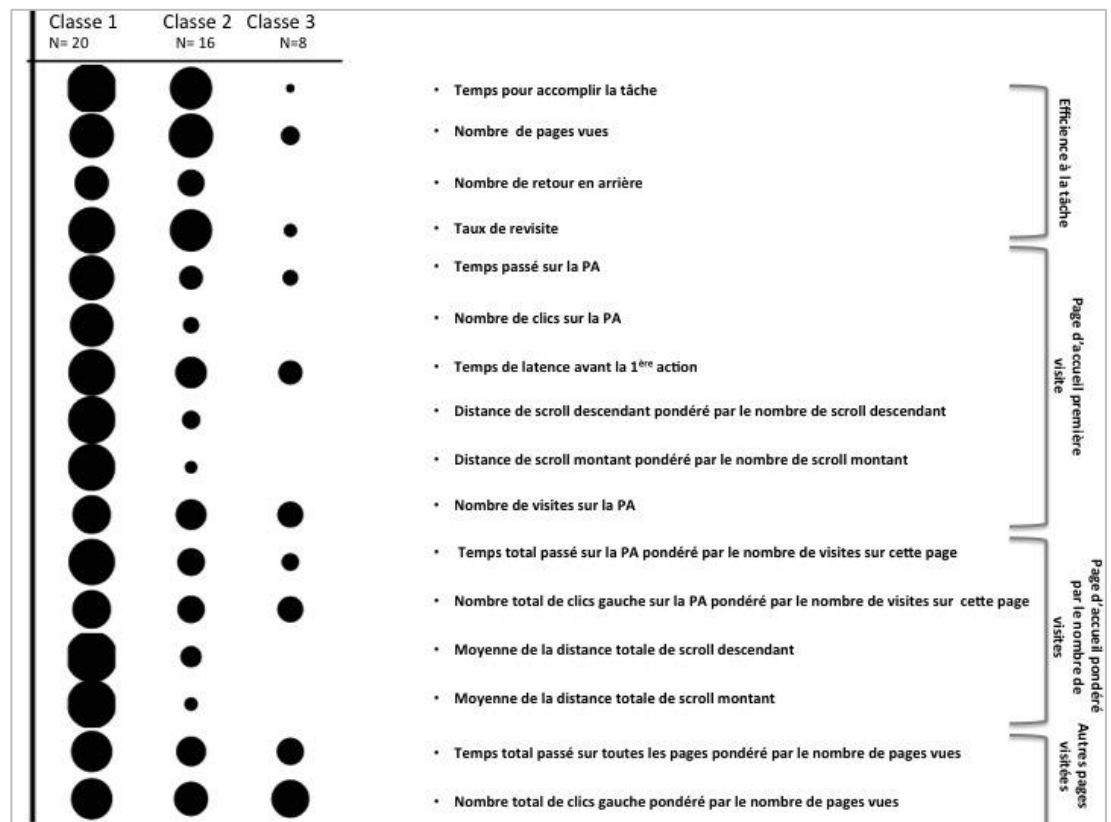 Classe 1 Classe 2 Classe 3
N= 20 N= 16 N=8
• Temps pour accomplir la tâche
• Nombre de pages vues
• Nombre de retour en arrière
• Taux de revisite
Efficience à la tâche
• Temps passé sur la PA
• Nombre de clics sur la PA
• Temps de latence avant la 1ère action
• Distance de scroll descendant pondéré par le nombre de scroll descendant
• Distance de scroll montant pondéré par le nombre de scroll montant
• Nombre de visites sur la PA
Page d'accueil première
visite
• Temps total passé sur la PA pondéré par le nombre de visites sur cette page
• Nombre total de clics gauche sur la PA pondéré par le nombre de visites sur cette page
• Moyenne de la distance totale de scroll descendant
• Moyenne de la distance totale de scroll montant
Page d'accueil pondéré
par le nombre de
visites
• Temps total passé sur toutes les pages pondéré par le nombre de pages vues
• Nombre total de clics gauche pondéré par le nombre de pages vues
Autres pages
visitées